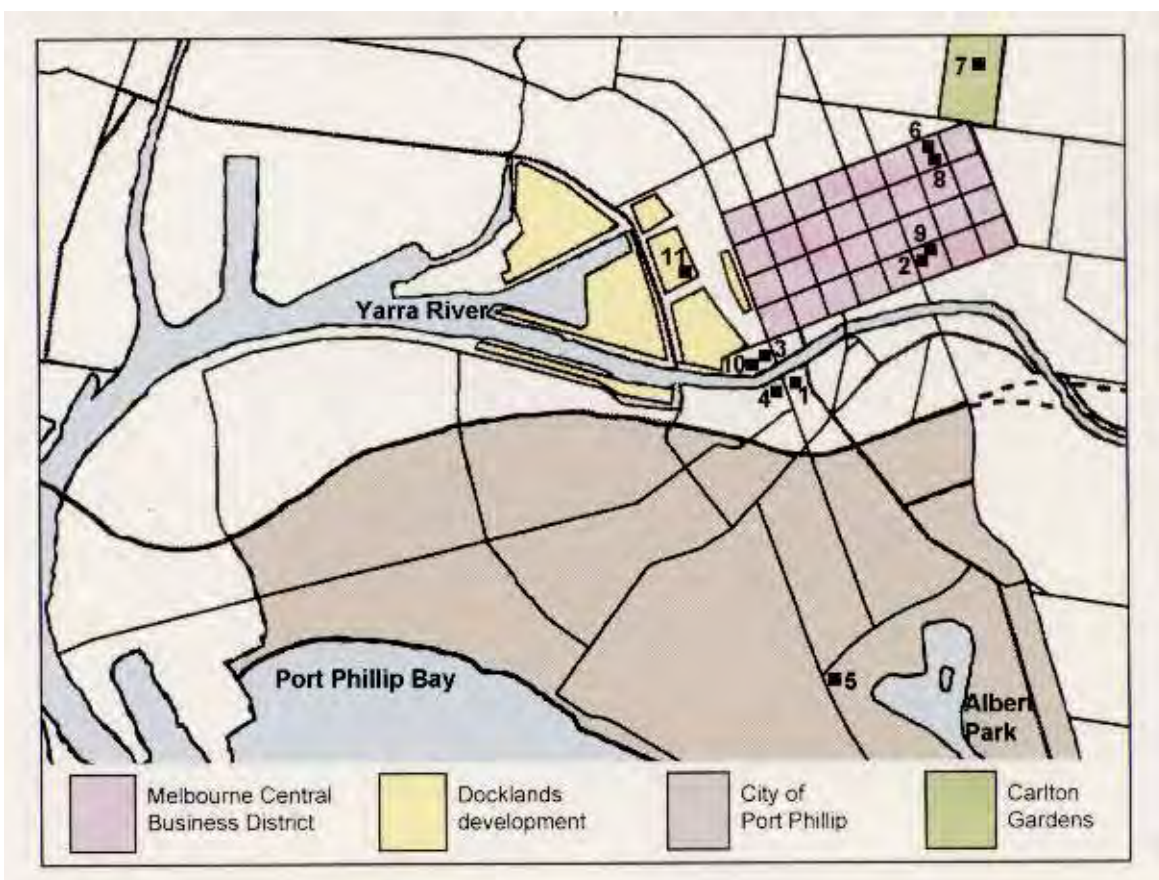 7
6
8
9
2
11
Yarra River
3
10
4
1
Port Phillip Bay
5
Albert
Park
Melbourne Central
Business District
Docklands
development
City of
Port Phillip
Carlton
Gardens